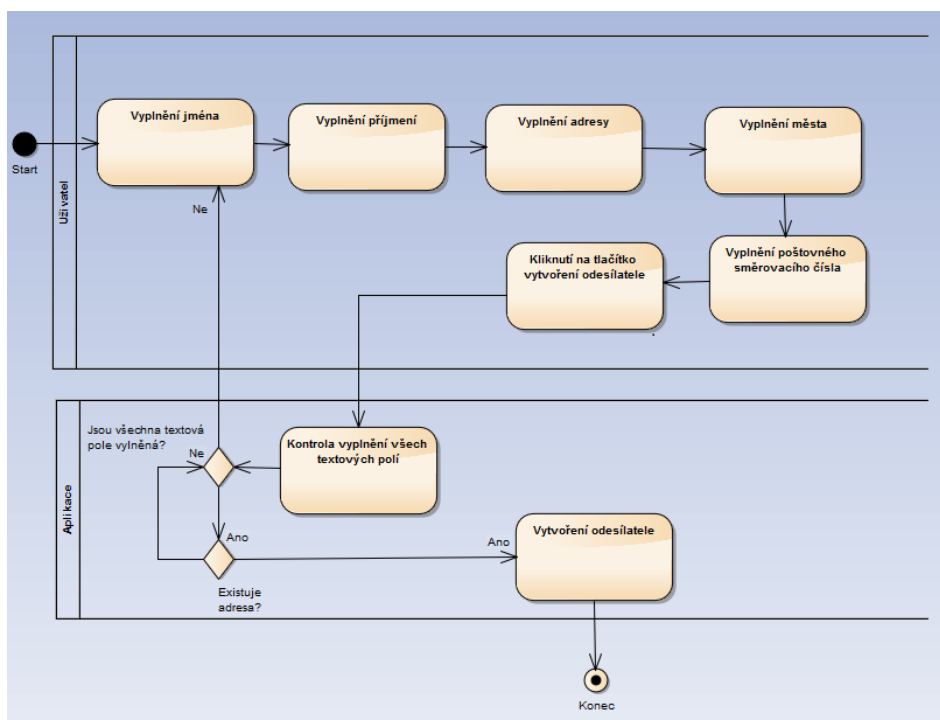 Uživatel
Start
Vyplnění jména
Vyplnění příjmení
Vyplnění adresy
Vyplnění města
Vyplnění poštovného
směrovacího čísla
Kliknutí na tlačítko
vytvoření odesílatele
Ne
Aplikace
Jsou všechna textová
pole vylněná?
Ne
Kontrola vyplnění všech
textových polí
Ano
Existuje
adresa?
Ano
Vytvoření odesílatele
Konec